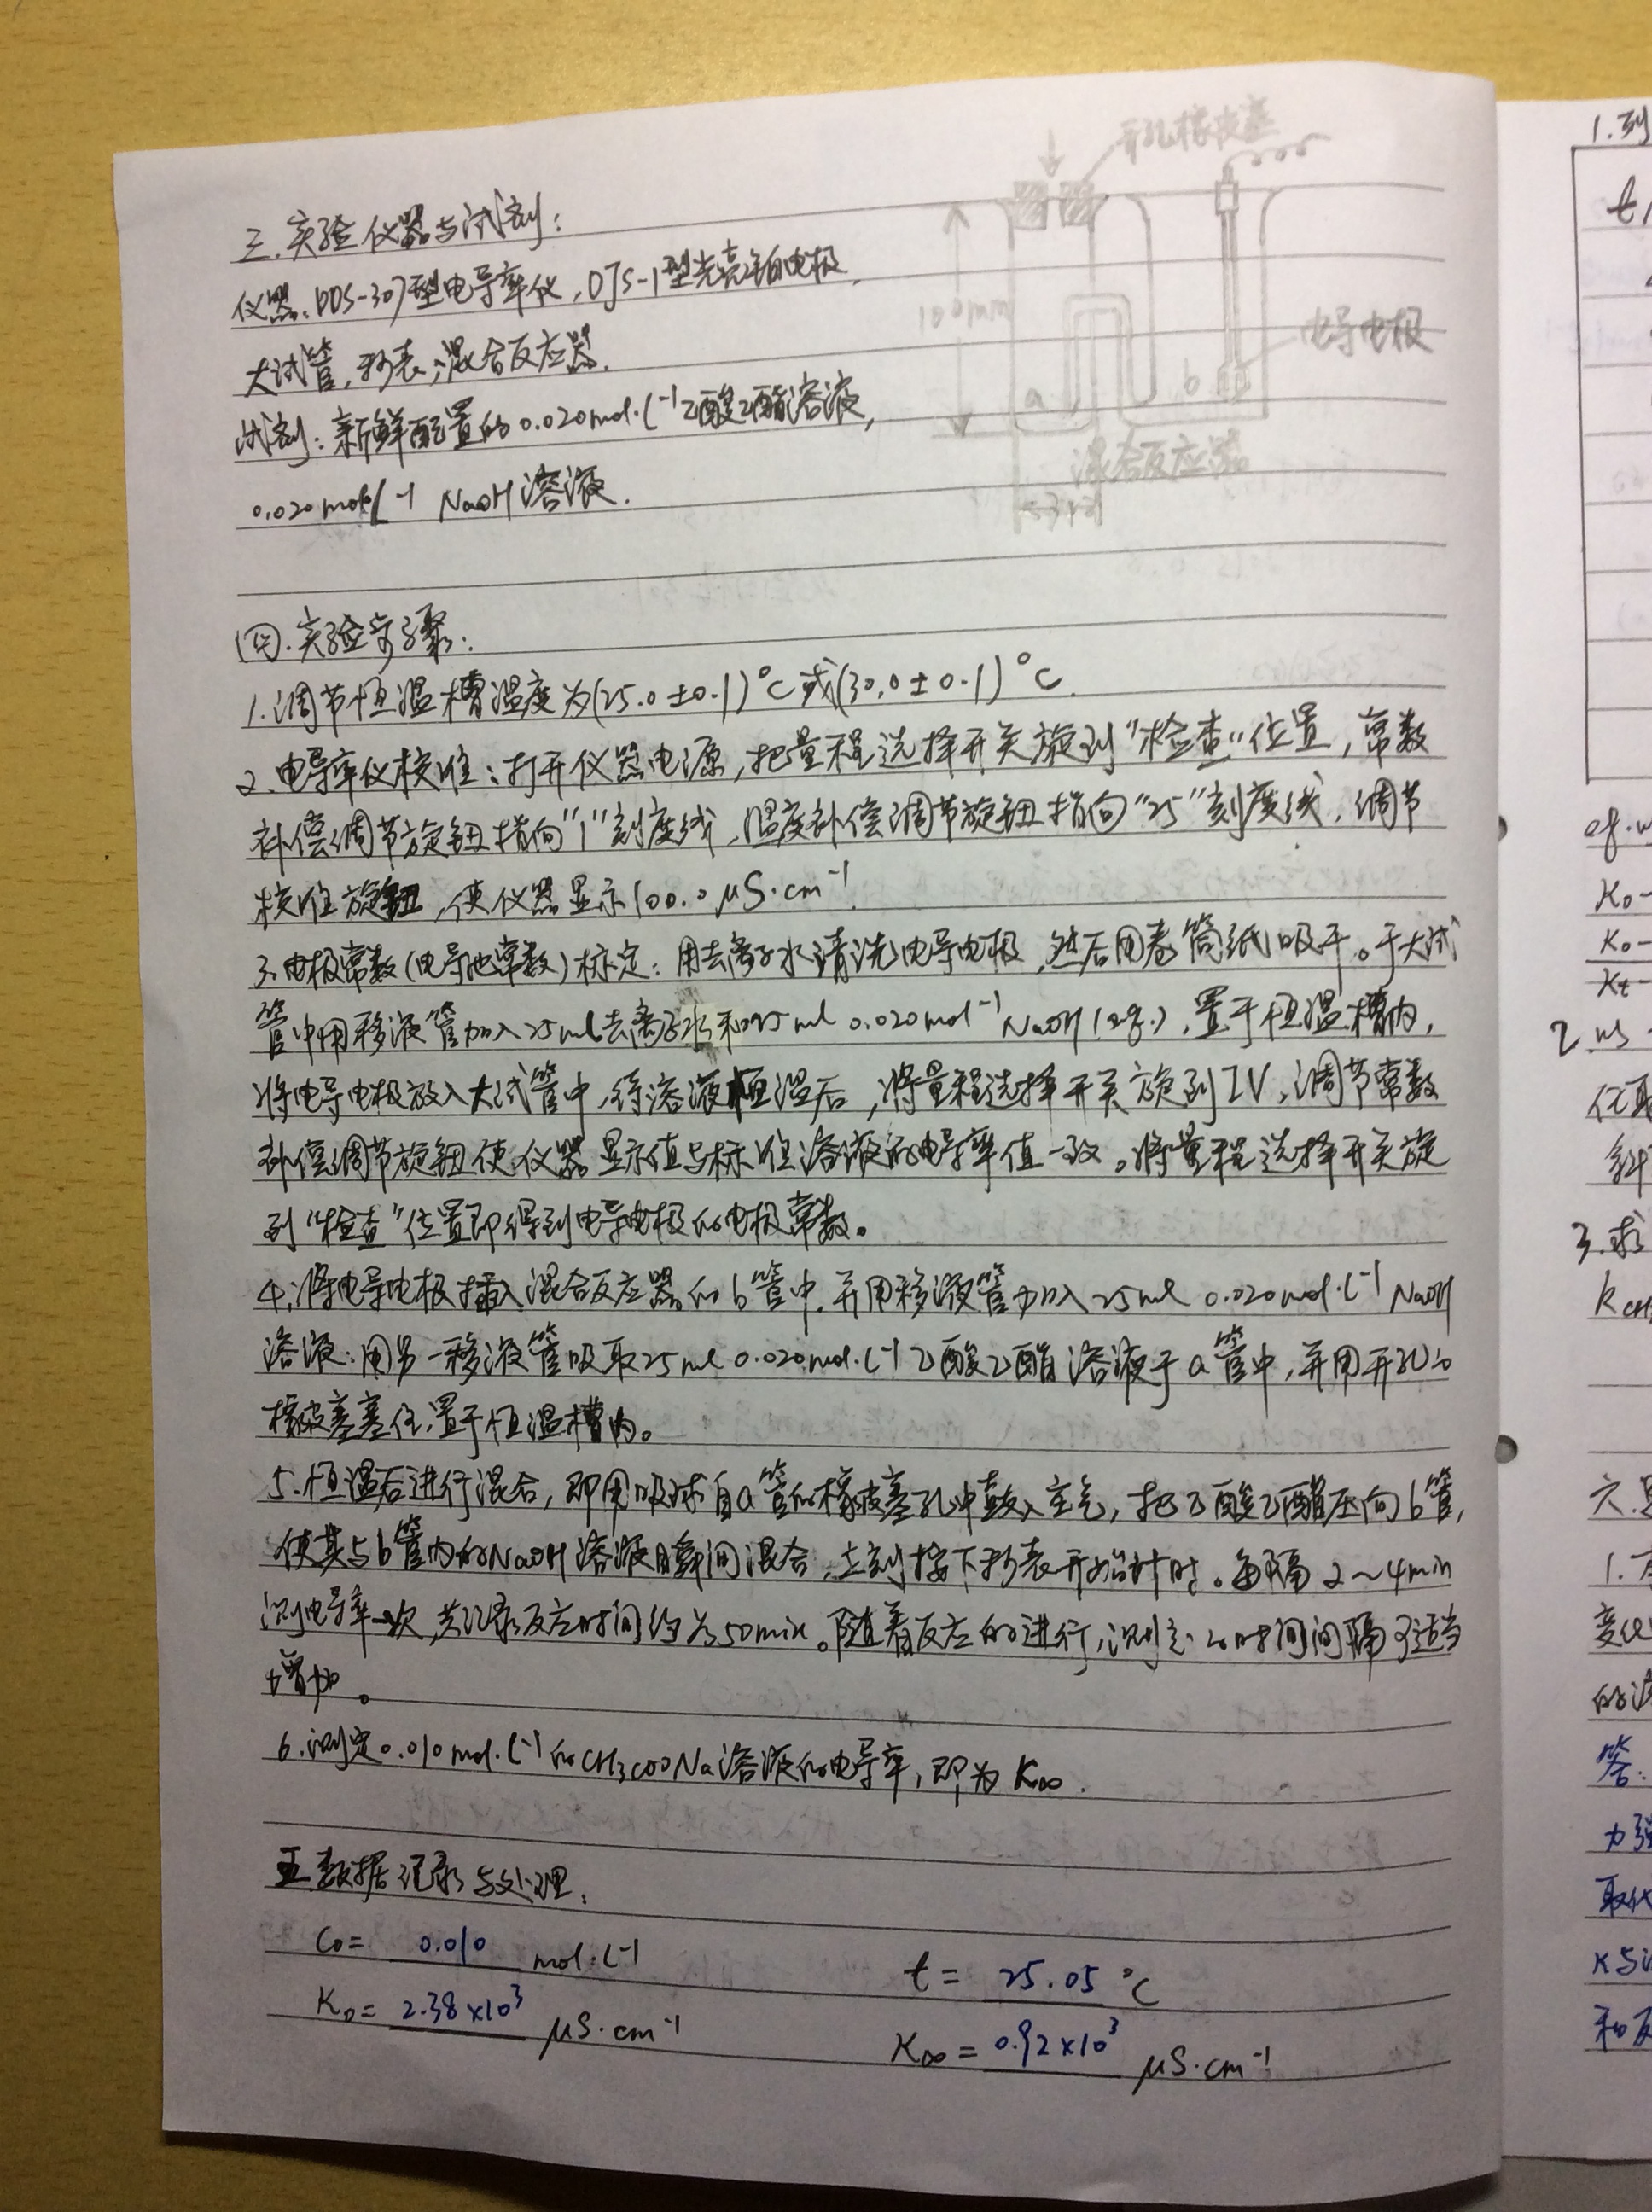 三.实验仪器与试剂:
仪器:DDS-307型电导率仪,DJS-1型光亮铂电极,
大试管,秒表,混合反应器.
试剂:新鲜配置的0.020mol·L⁻¹乙酸乙酯溶液,
0.020mol·L⁻¹ NaOH溶液.
开孔橡皮塞
100mm
电导电极
a
b
混合反应器
四.实验步骤:
1.调节恒温槽温度为(25.0±0.1)°C或(30.0±0.1)°C.
2.电导率仪校准:打开仪器电源,把量程选择开关旋到"检查"位置,常数
补偿调节旋钮指向"1"刻度线,温度补偿调节旋钮指向"25"刻度线,调节
校准旋钮,使仪器显示100.0μS·cm⁻¹.
3.电极常数(电导池常数)标定:用去离子水清洗电导电极,然后用卷筒纸吸干。于大试
管中用移液管加入25ml去离子水和25ml 0.020mol⁻¹ NaOH,置于恒温槽内,
将电导电极放入大试管中,待溶液恒温后,将量程选择开关旋到IV,调节常数
补偿调节旋钮使仪器显示值与标准溶液的电导率值一致。将量程选择开关旋
到"检查"位置即得到电导电极的电极常数。
4.将电导电极插入混合反应器的b管中,并用移液管加入25ml 0.020mol·L⁻¹ NaOH
溶液;用另一移液管吸取25ml 0.020mol·L⁻¹乙酸乙酯溶液于a管中,并用开孔的
橡皮塞塞住,置于恒温槽内。
5.恒温后进行混合,即用吸球自a管的橡皮塞孔中鼓入空气,把乙酸乙酯压向b管,
使其与b管内的NaOH溶液瞬间混合,立刻按下秒表开始计时。每隔2~4min
测电导率一次,共记录反应时间约为50min。随着反应的进行,测定的时间间隔可适当
增加。
6.测定0.010mol·L⁻¹的CH₃COONa溶液的电导率,即为K∞.
五.数据记录与处理:
C₀= 0.010 mol·L⁻¹ t= 25.05 °C
K₀= 2.38×10³ μS·cm⁻¹ K∞= 0.92×10³ μS·cm⁻¹
1.列
t/
K₀-
K₀-
Kt-
2.以
3.求
k
六.
1.
变化
的
答:
力强
取代
K与
和反